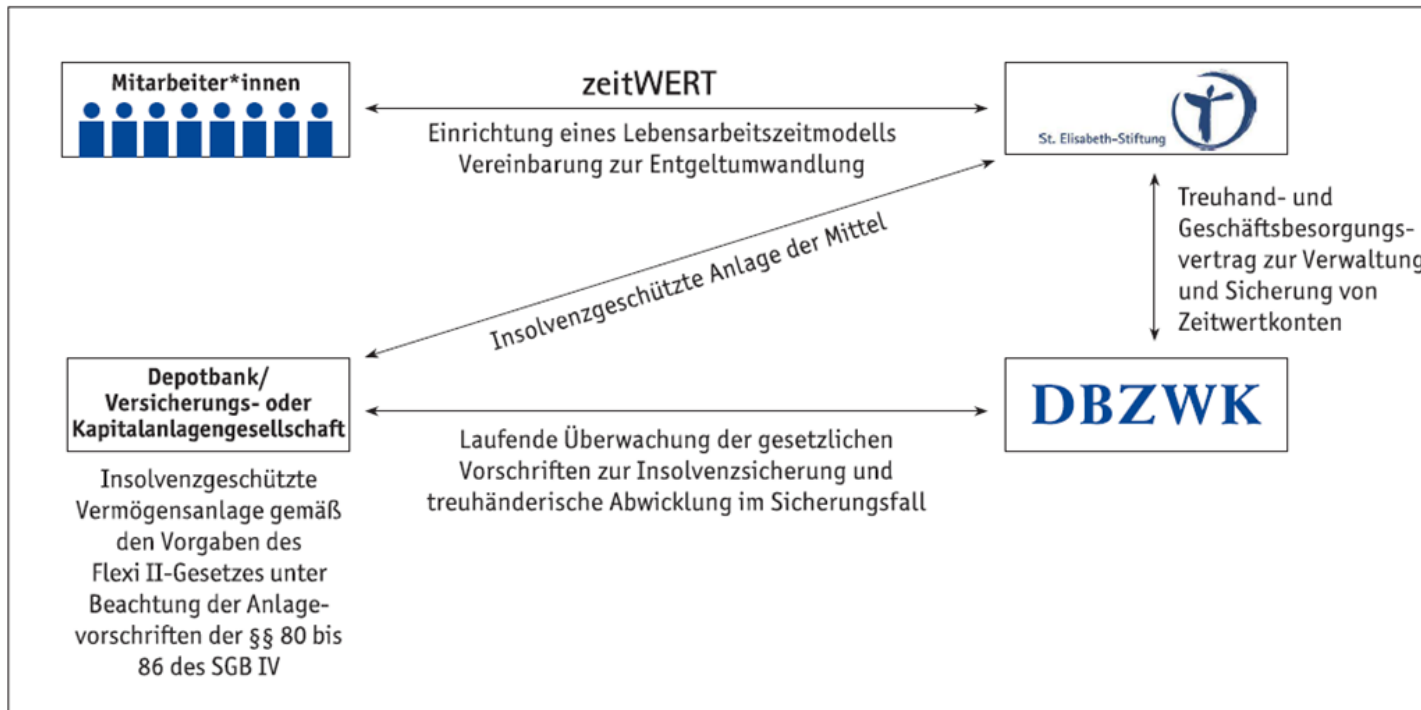 Mitarbeiter*innen
zeitWERT
Einrichtung eines Lebensarbeitszeitmodells
Vereinbarung zur Entgeltumwandlung
St. Elisabeth-Stiftung
Insolvenzgeschützte Anlage der Mittel
Treuhand- und
Geschäftsbesorgungs-
vertrag zur Verwaltung
und Sicherung von
Zeitwertkonten
Depotbank/
Versicherungs- oder
Kapitalanlagengesellschaft
Insolvenzgeschützte
Vermögensanlage gemäß
den Vorgaben des
Flexi II-Gesetzes unter
Beachtung der Anlage-
vorschriften der §§ 80 bis
86 des SGB IV
Laufende Überwachung der gesetzlichen
Vorschriften zur Insolvenzsicherung und
treuhänderische Abwicklung im Sicherungsfall
DBZWK